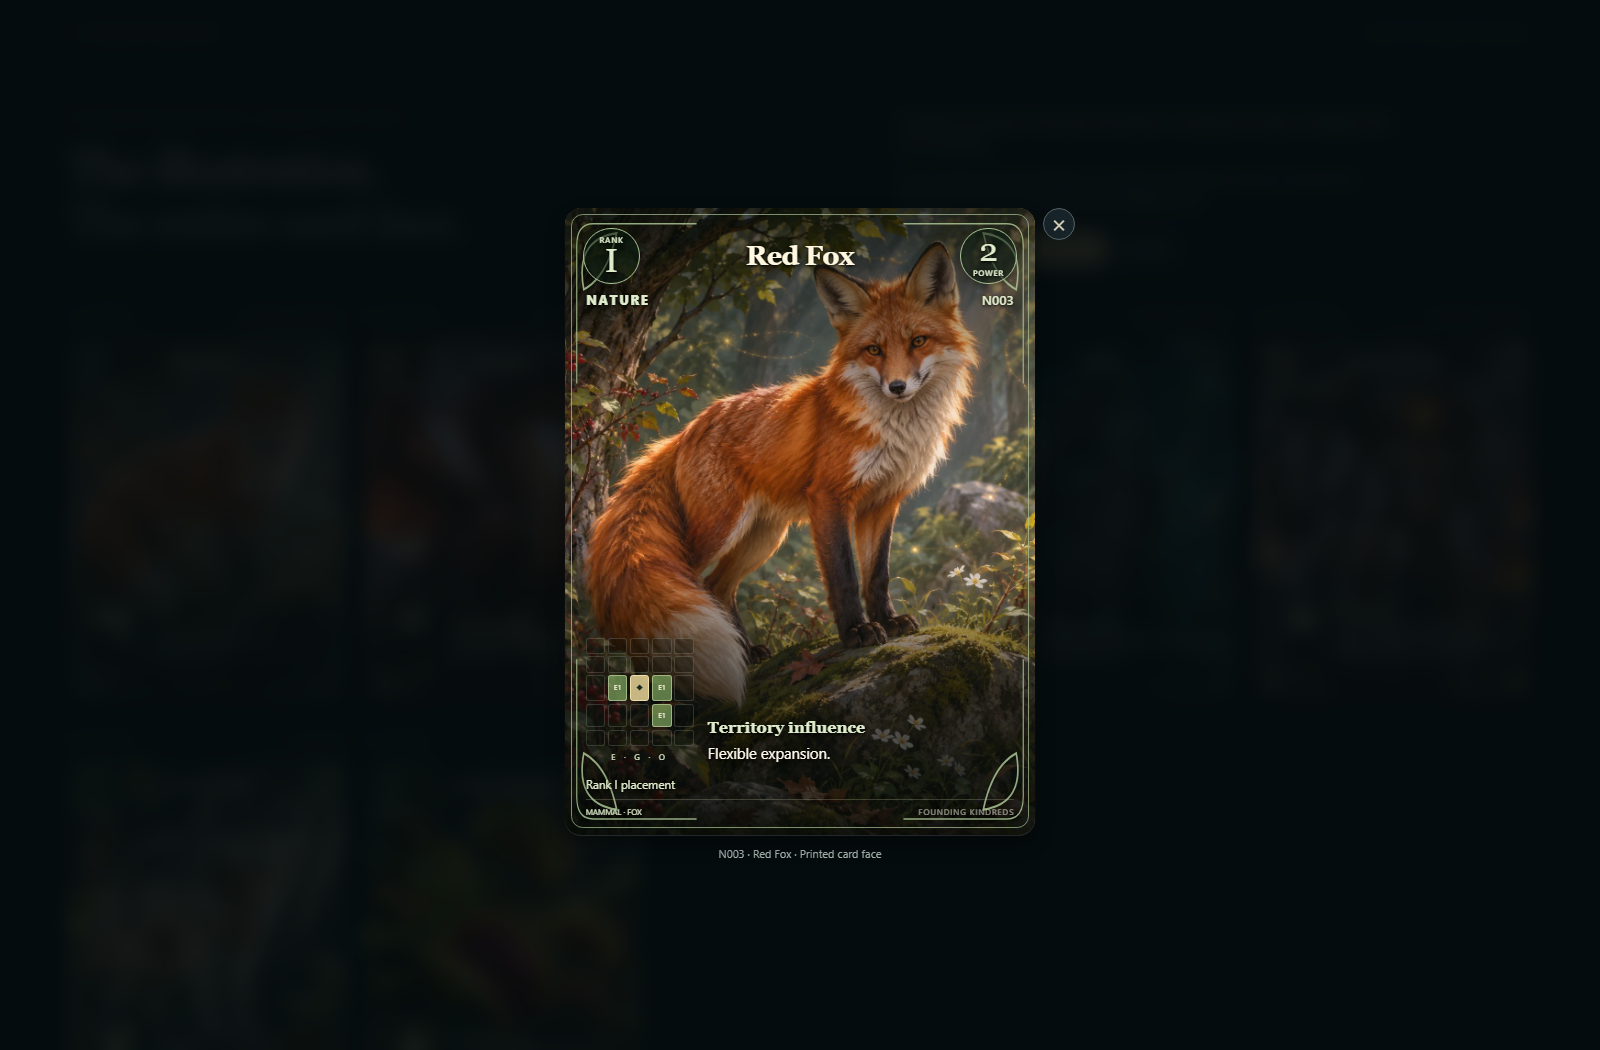 RANK
I
Red Fox
2
POWER
NATURE
N003
E1 ◆ E1
E1
E · G · O
Territory influence
Flexible expansion.
Rank I placement
MAMMAL · FOX
FOUNDING KINDREDS
N003 · Red Fox · Printed card face